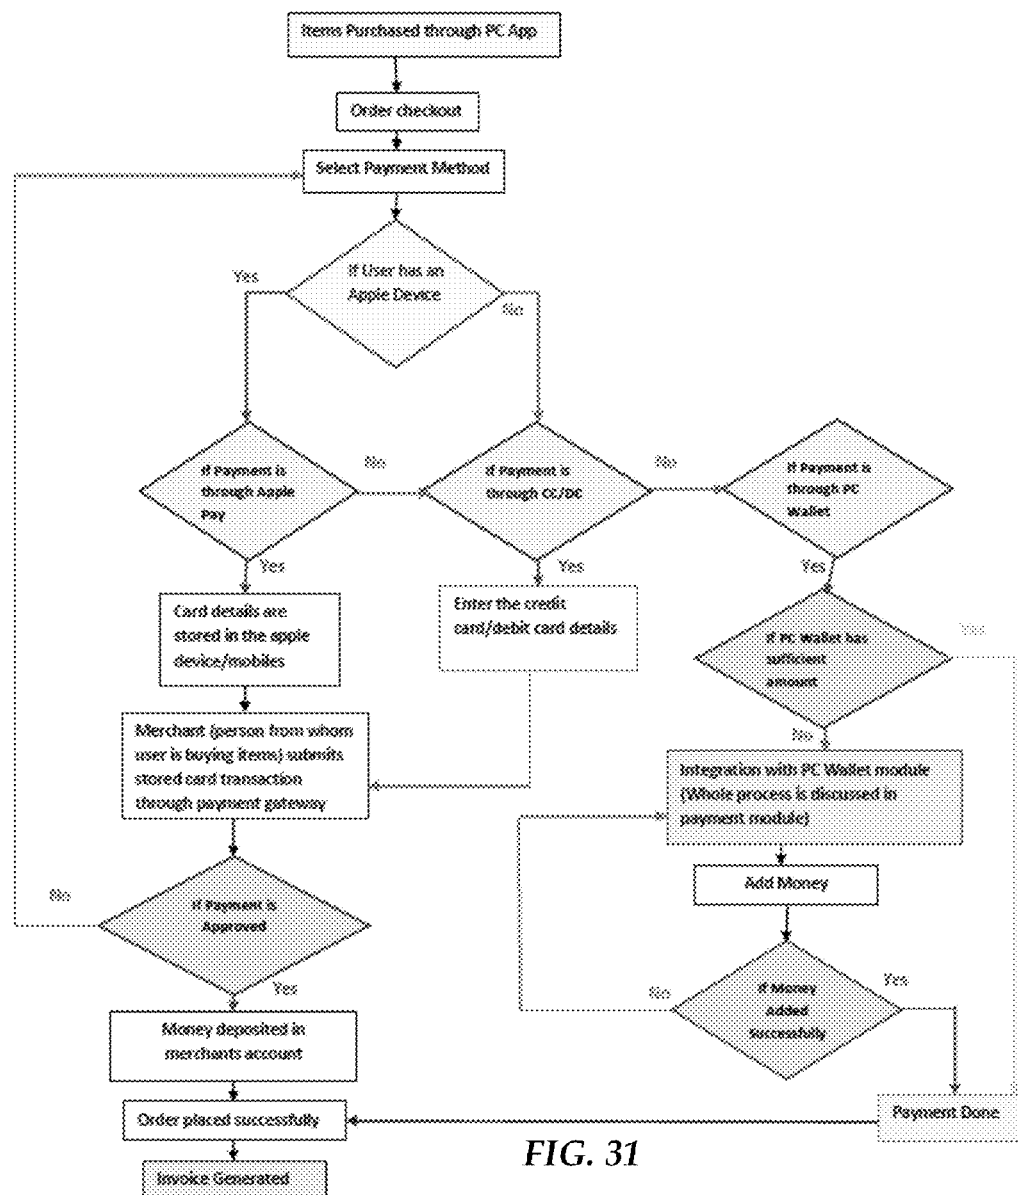 Items Purchased through PC App
Order checkout
Select Payment Method
If User has an
Apple Device
Yes
No
If Payment is
through Apple
Pay
No
If Payment is
through CC/DC
No
If Payment is
through PC
Wallet
Yes
Yes
Yes
Card details are
stored in the apple
device/mobiles
Enter the credit
card/debit card details
If PC Wallet has
sufficient
amount
Yes
No
Merchant (person from whom
user is buying items) submits
stored card transaction
through payment gateway
Integration with PC Wallet module
(Whole process is discussed in
payment module)
Add Money
If Payment is
Approved
No
Yes
If Money
Added
Successfully
No
Yes
Money deposited in
merchants account
Order placed successfully
Payment Done
Invoice Generated
FIG. 31